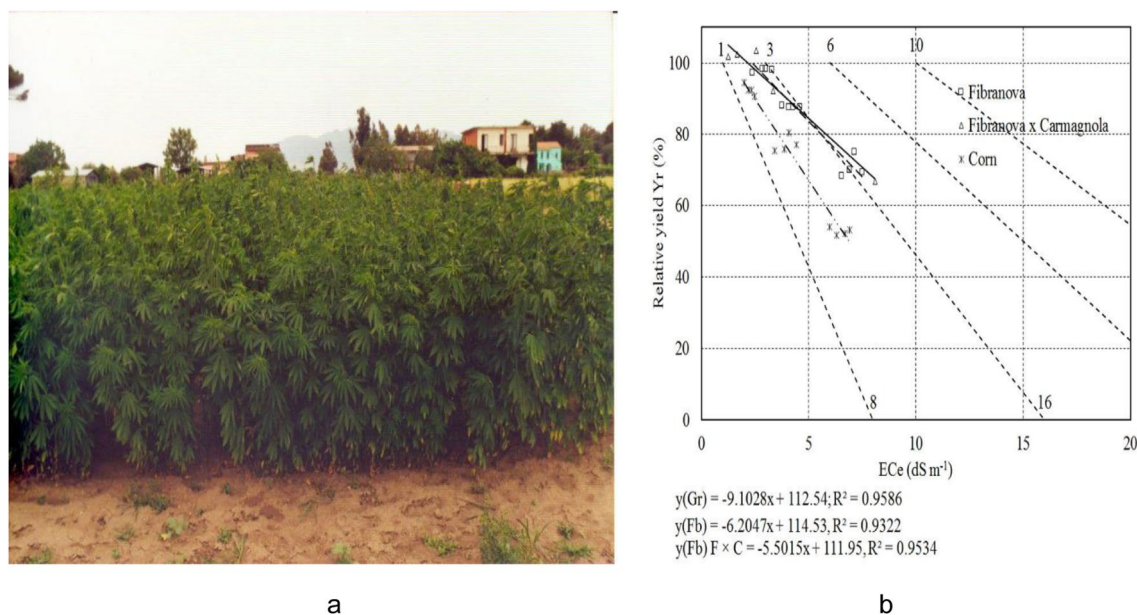 1
3
6
10
100
Fibranova
Fibranova x Carmagnola
80
Corn
Relative yield Yr (%)
60
40
20
8
16
0
0
5
10
15
20
ECe (dS m⁻¹)
y(Gr) = -9.1028x + 112.54; R² = 0.9586
y(Fb) = -6.2047x + 114.53, R² = 0.9322
y(Fb) F × C = -5.5015x + 111.95, R² = 0.9534
a
b